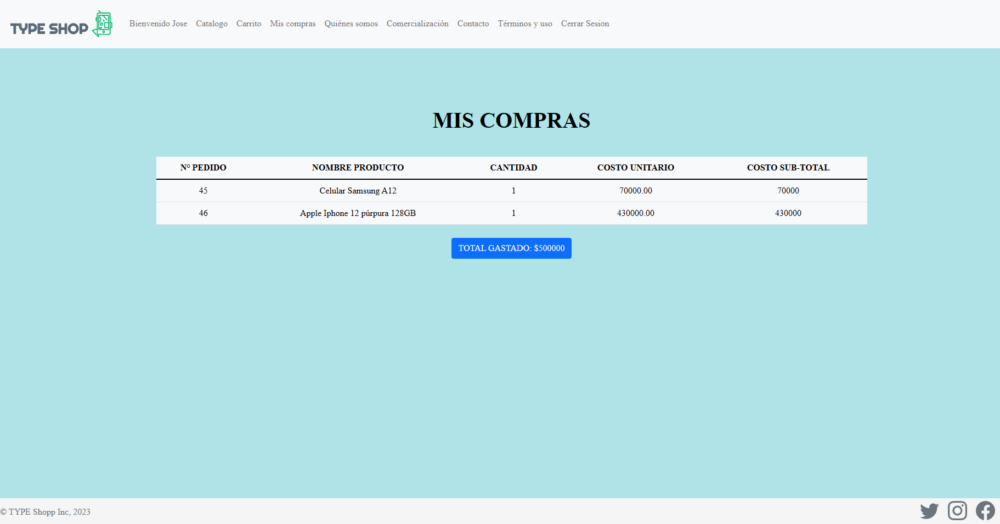 TYPE SHOP Bienvenido Jose Catalogo Carrito Mis compras Quiénes somos Comercialización Contacto Términos y uso Cerrar Sesion
MIS COMPRAS
N° PEDIDO NOMBRE PRODUCTO CANTIDAD COSTO UNITARIO COSTO SUB-TOTAL
45 Celular Samsung A12 1 70000.00 70000
46 Apple Iphone 12 púrpura 128GB 1 430000.00 430000
TOTAL GASTADO: $500000
© TYPE Shopp Inc, 2023